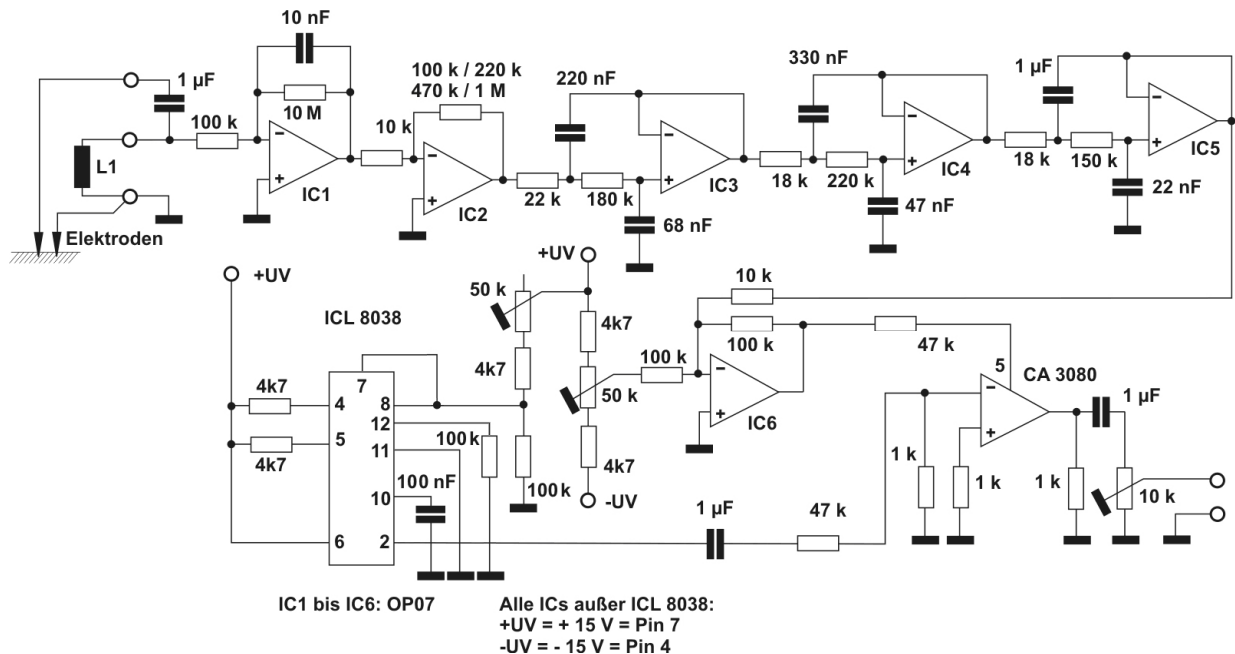 10 nF
1 µF
10 M
100 k
L1
Elektroden
IC1
10 k
100 k / 220 k
470 k / 1 M
IC2
22 k
220 nF
180 k
68 nF
IC3
18 k
330 nF
220 k
47 nF
IC4
18 k
1 µF
150 k
22 nF
IC5
+UV
ICL 8038
4k7
4k7
7
4
8
12
5
11
10
6
2
100 nF
100 k
100 k
50 k
4k7
+UV
4k7
50 k
4k7
-UV
100 k
10 k
100 k
IC6
47 k
5
CA 3080
1 µF
1 k
1 k
1 k
10 k
1 µF
47 k
IC1 bis IC6: OP07
Alle ICs außer ICL 8038:
+UV = + 15 V = Pin 7
-UV = - 15 V = Pin 4